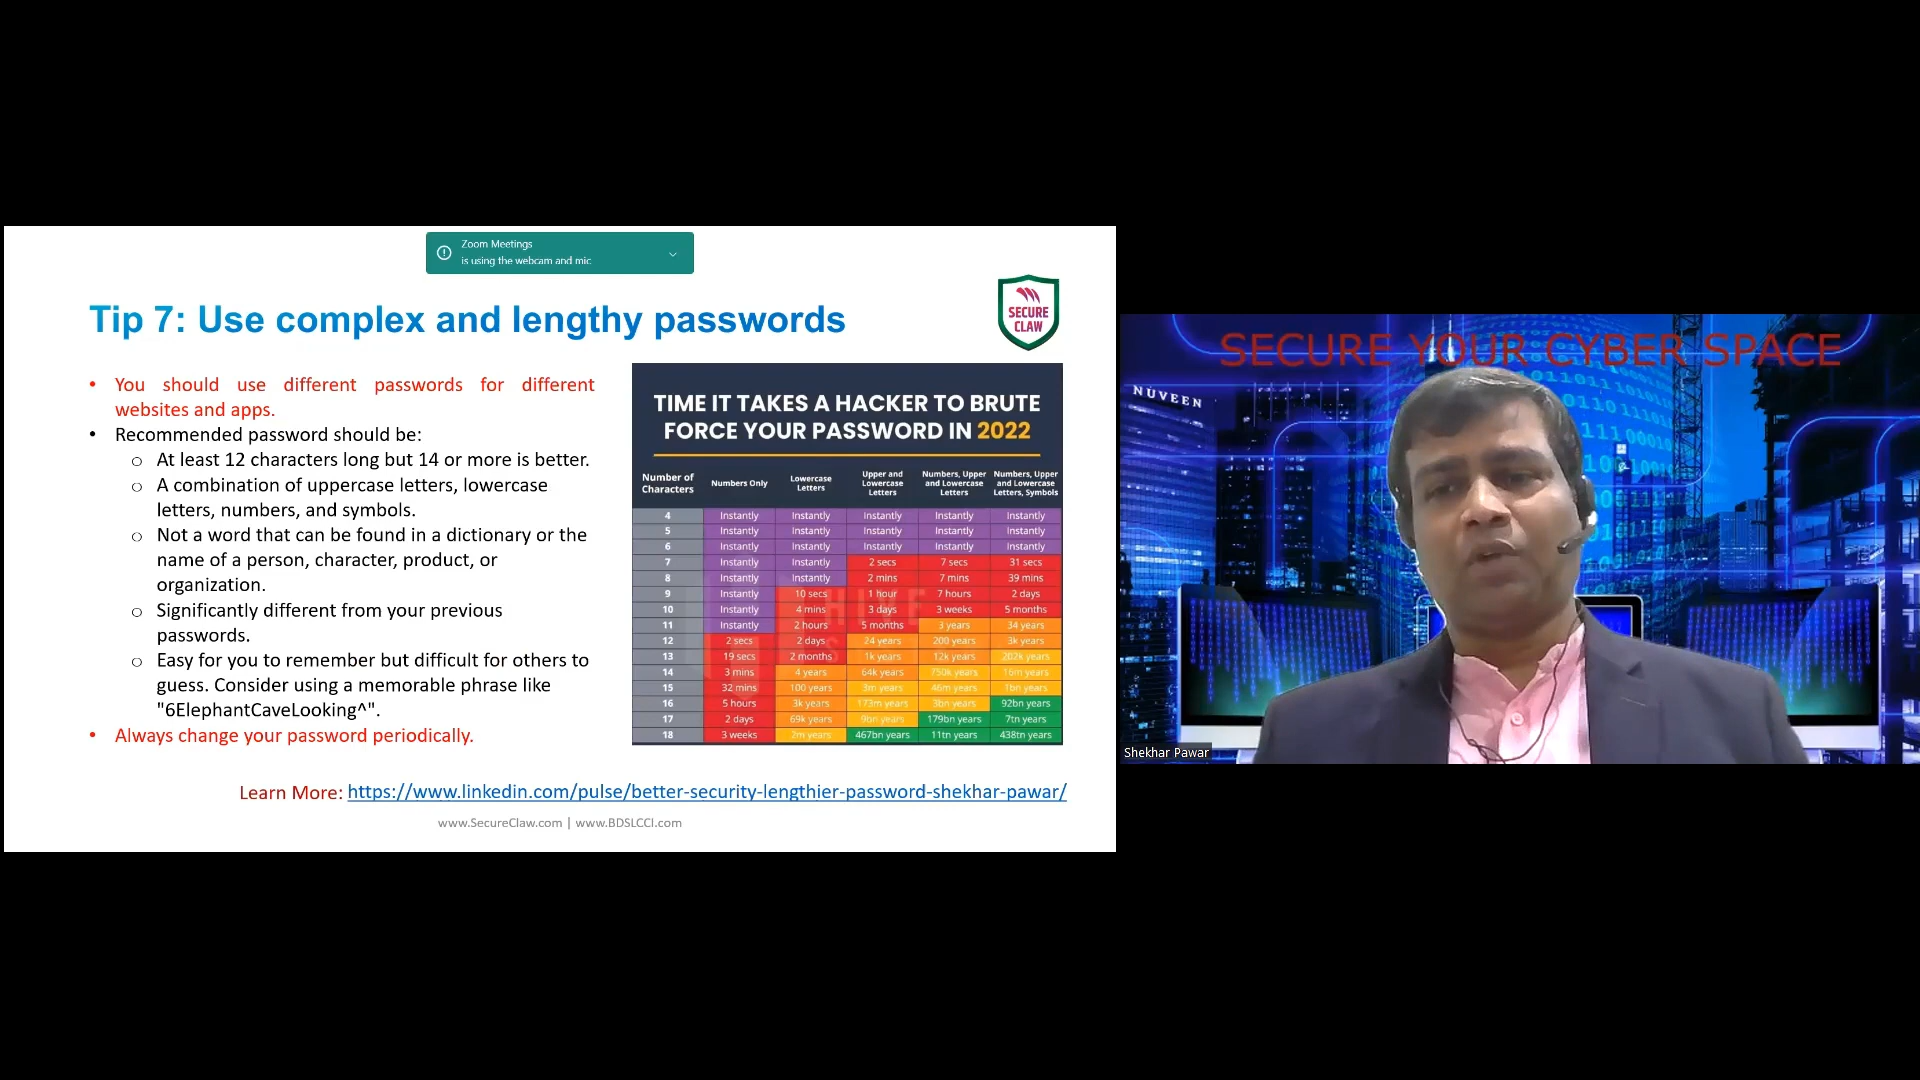 Zoom Meetings
is using the webcam and mic
Tip 7: Use complex and lengthy passwords
SECURE
CLAW
• You should use different passwords for different
websites and apps.
• Recommended password should be:
o At least 12 characters long but 14 or more is better.
o A combination of uppercase letters, lowercase
letters, numbers, and symbols.
o Not a word that can be found in a dictionary or the
name of a person, character, product, or
organization.
o Significantly different from your previous
passwords.
o Easy for you to remember but difficult for others to
guess. Consider using a memorable phrase like
"6ElephantCaveLooking^".
• Always change your password periodically.
TIME IT TAKES A HACKER TO BRUTE
FORCE YOUR PASSWORD IN 2022
Number of Characters Numbers Only Lowercase Letters Upper and Lowercase Letters Numbers, Upper and Lowercase Letters Numbers, Upper and Lowercase Letters, Symbols
4 Instantly Instantly Instantly Instantly Instantly
5 Instantly Instantly Instantly Instantly Instantly
6 Instantly Instantly Instantly Instantly Instantly
7 Instantly Instantly 2 secs 7 secs 31 secs
8 Instantly Instantly 2 mins 7 mins 39 mins
9 Instantly 10 secs 1 hour 7 hours 2 days
10 Instantly 4 mins 3 days 3 weeks 5 months
11 Instantly 2 hours 5 months 3 years 34 years
12 2 secs 2 days 24 years 200 years 3k years
13 19 secs 2 months 1k years 12k years 202k years
14 3 mins 4 years 64k years 750k years 16m years
15 32 mins 100 years 3m years 46m years 1bn years
16 5 hours 3k years 173m years 3bn years 92bn years
17 2 days 69k years 9bn years 179bn years 7tn years
18 3 weeks 2m years 467bn years 11tn years 438tn years
Learn More: https://www.linkedin.com/pulse/better-security-lengthier-password-shekhar-pawar/
www.SecureClaw.com | www.BDSLCCI.com
SECURE YOUR CYBER SPACE
NUVEEN
Shekhar Pawar